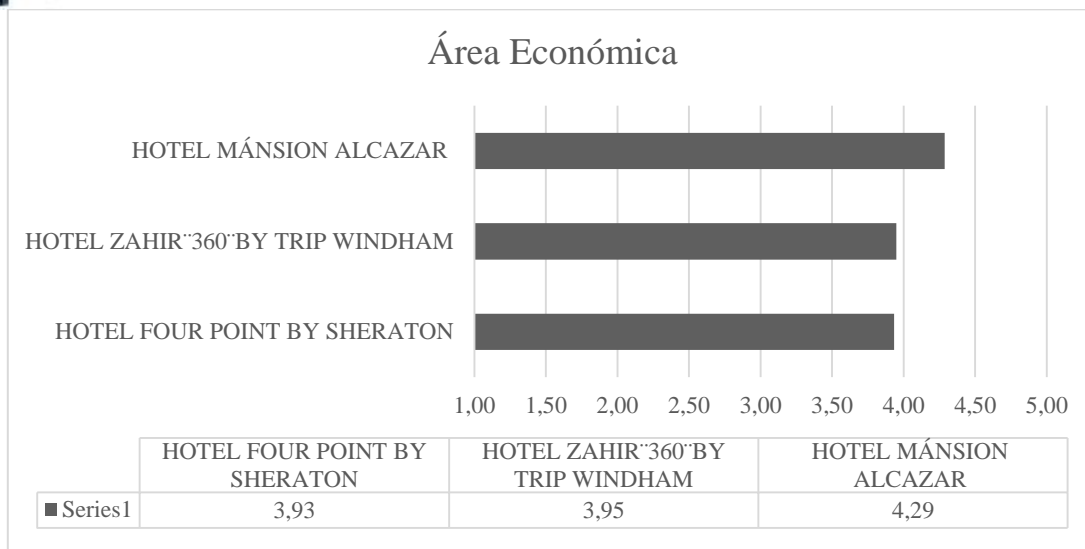 Área Económica
HOTEL MÁNSION ALCAZAR
HOTEL ZAHIR¨360¨BY TRIP WINDHAM
HOTEL FOUR POINT BY SHERATON
1,00 1,50 2,00 2,50 3,00 3,50 4,00 4,50 5,00
HOTEL FOUR POINT BY SHERATON
HOTEL ZAHIR¨360¨BY TRIP WINDHAM
HOTEL MÁNSION ALCAZAR
Series1 3,93 3,95 4,29